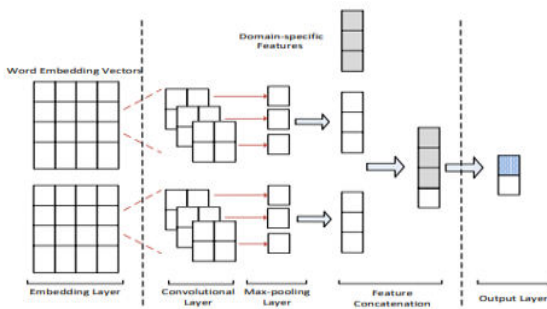 Domain-specific
Features
Word Embedding Vectors
Embedding Layer
Convolutional
Layer
Max-pooling
Layer
Feature
Concatenation
Output Layer